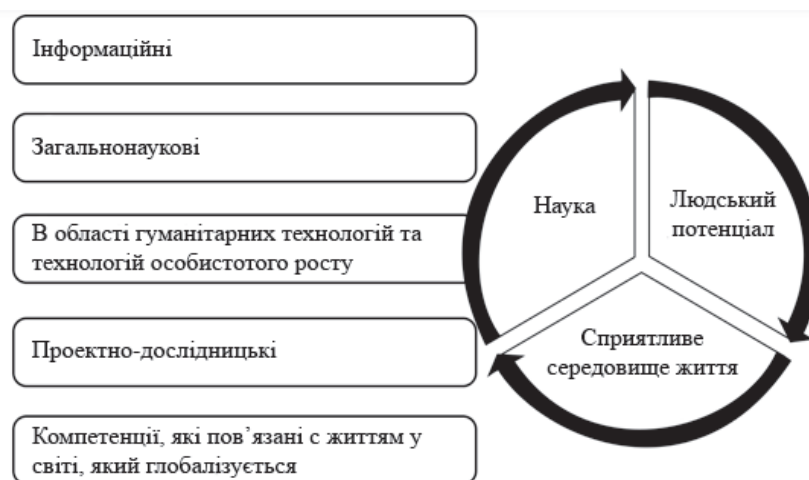 Інформаційні
Загальнонаукові
В області гуманітарних технологій та
технологій особистотого росту
Проектно-дослідницькі
Компетенції, які пов’язані с життям у
світі, який глобалізується
Наука
Людський
потенціал
Сприятливе
середовище життя